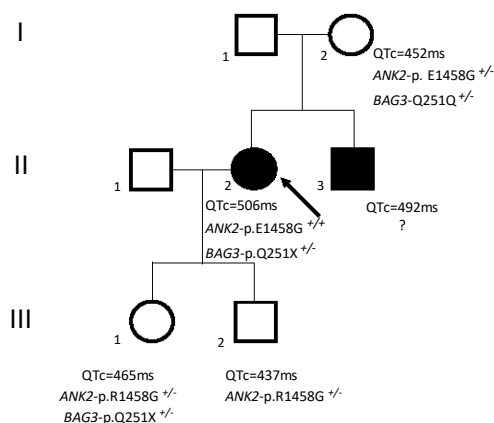 I
1
2
QTc=452ms
ANK2-p. E1458G +/-
BAG3-Q251Q +/-
II
1
2
3
QTc=506ms
ANK2-p.E1458G +/+
BAG3-p.Q251X +/-
QTc=492ms
?
III
1
2
QTc=465ms
ANK2-p.R1458G +/-
BAG3-p.Q251X +/-
QTc=437ms
ANK2-p.R1458G +/-